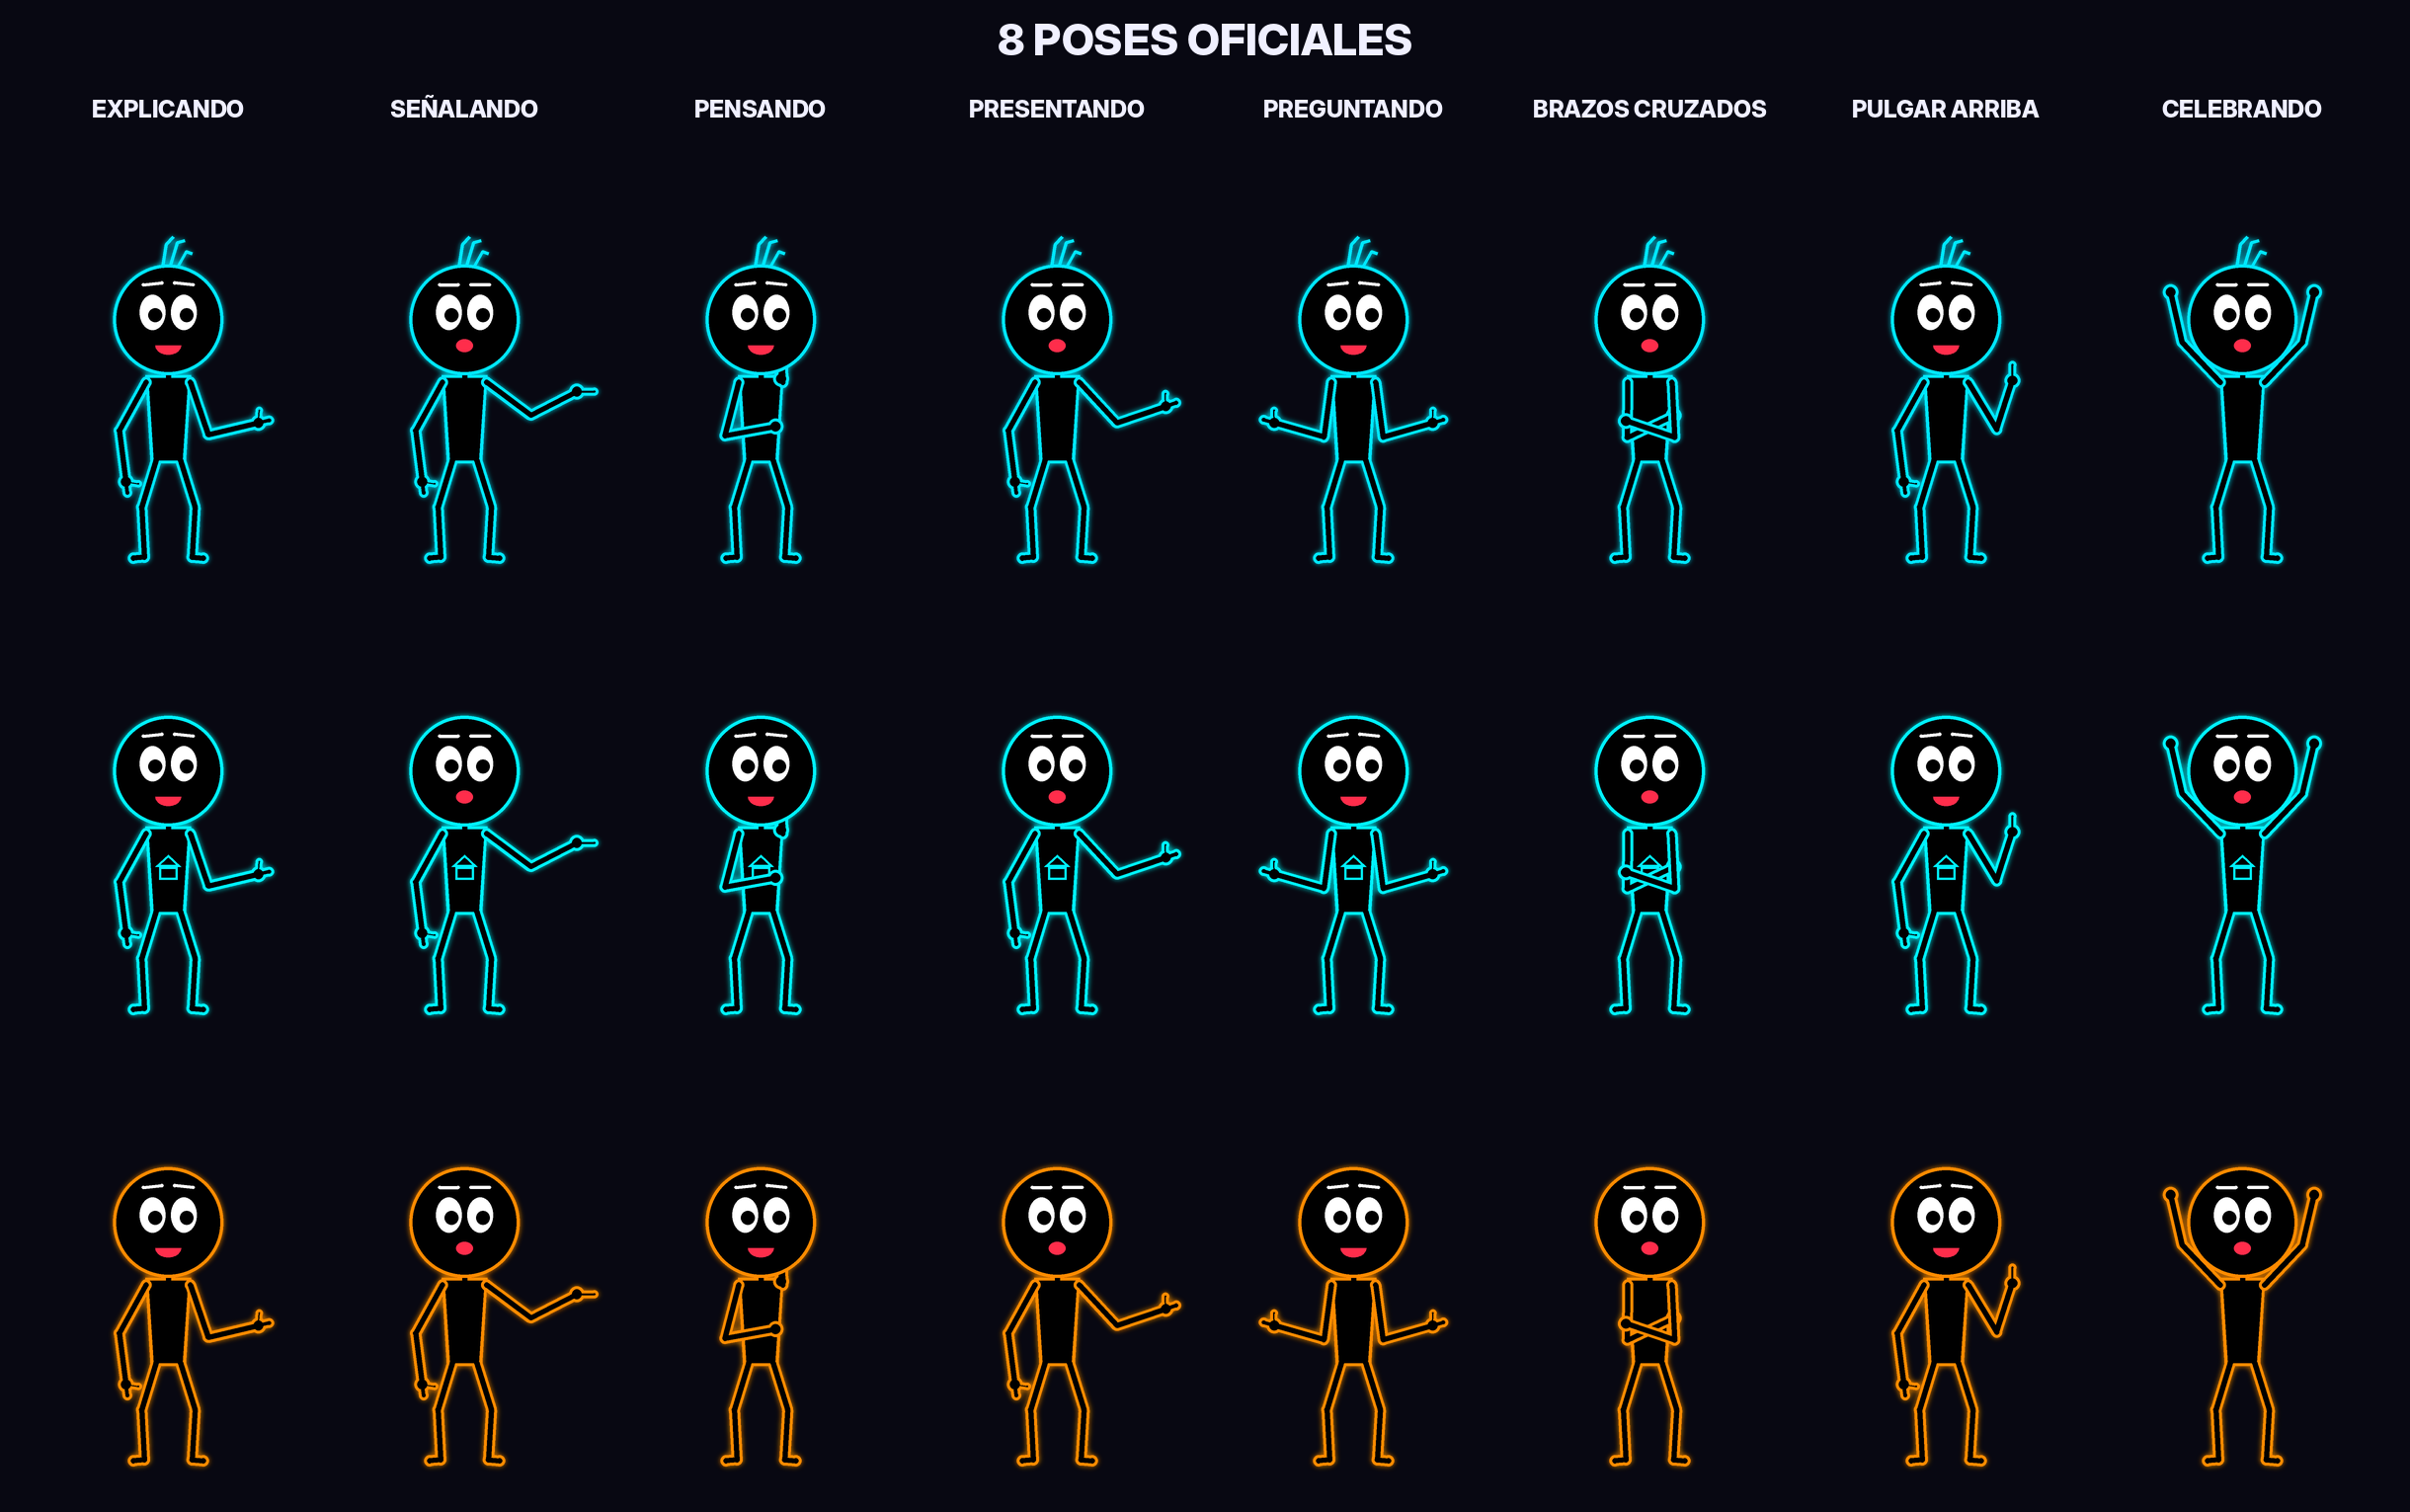 8 POSES OFICIALES
EXPLICANDO
SEÑALANDO
PENSANDO
PRESENTANDO
PREGUNTANDO
BRAZOS CRUZADOS
PULGAR ARRIBA
CELEBRANDO